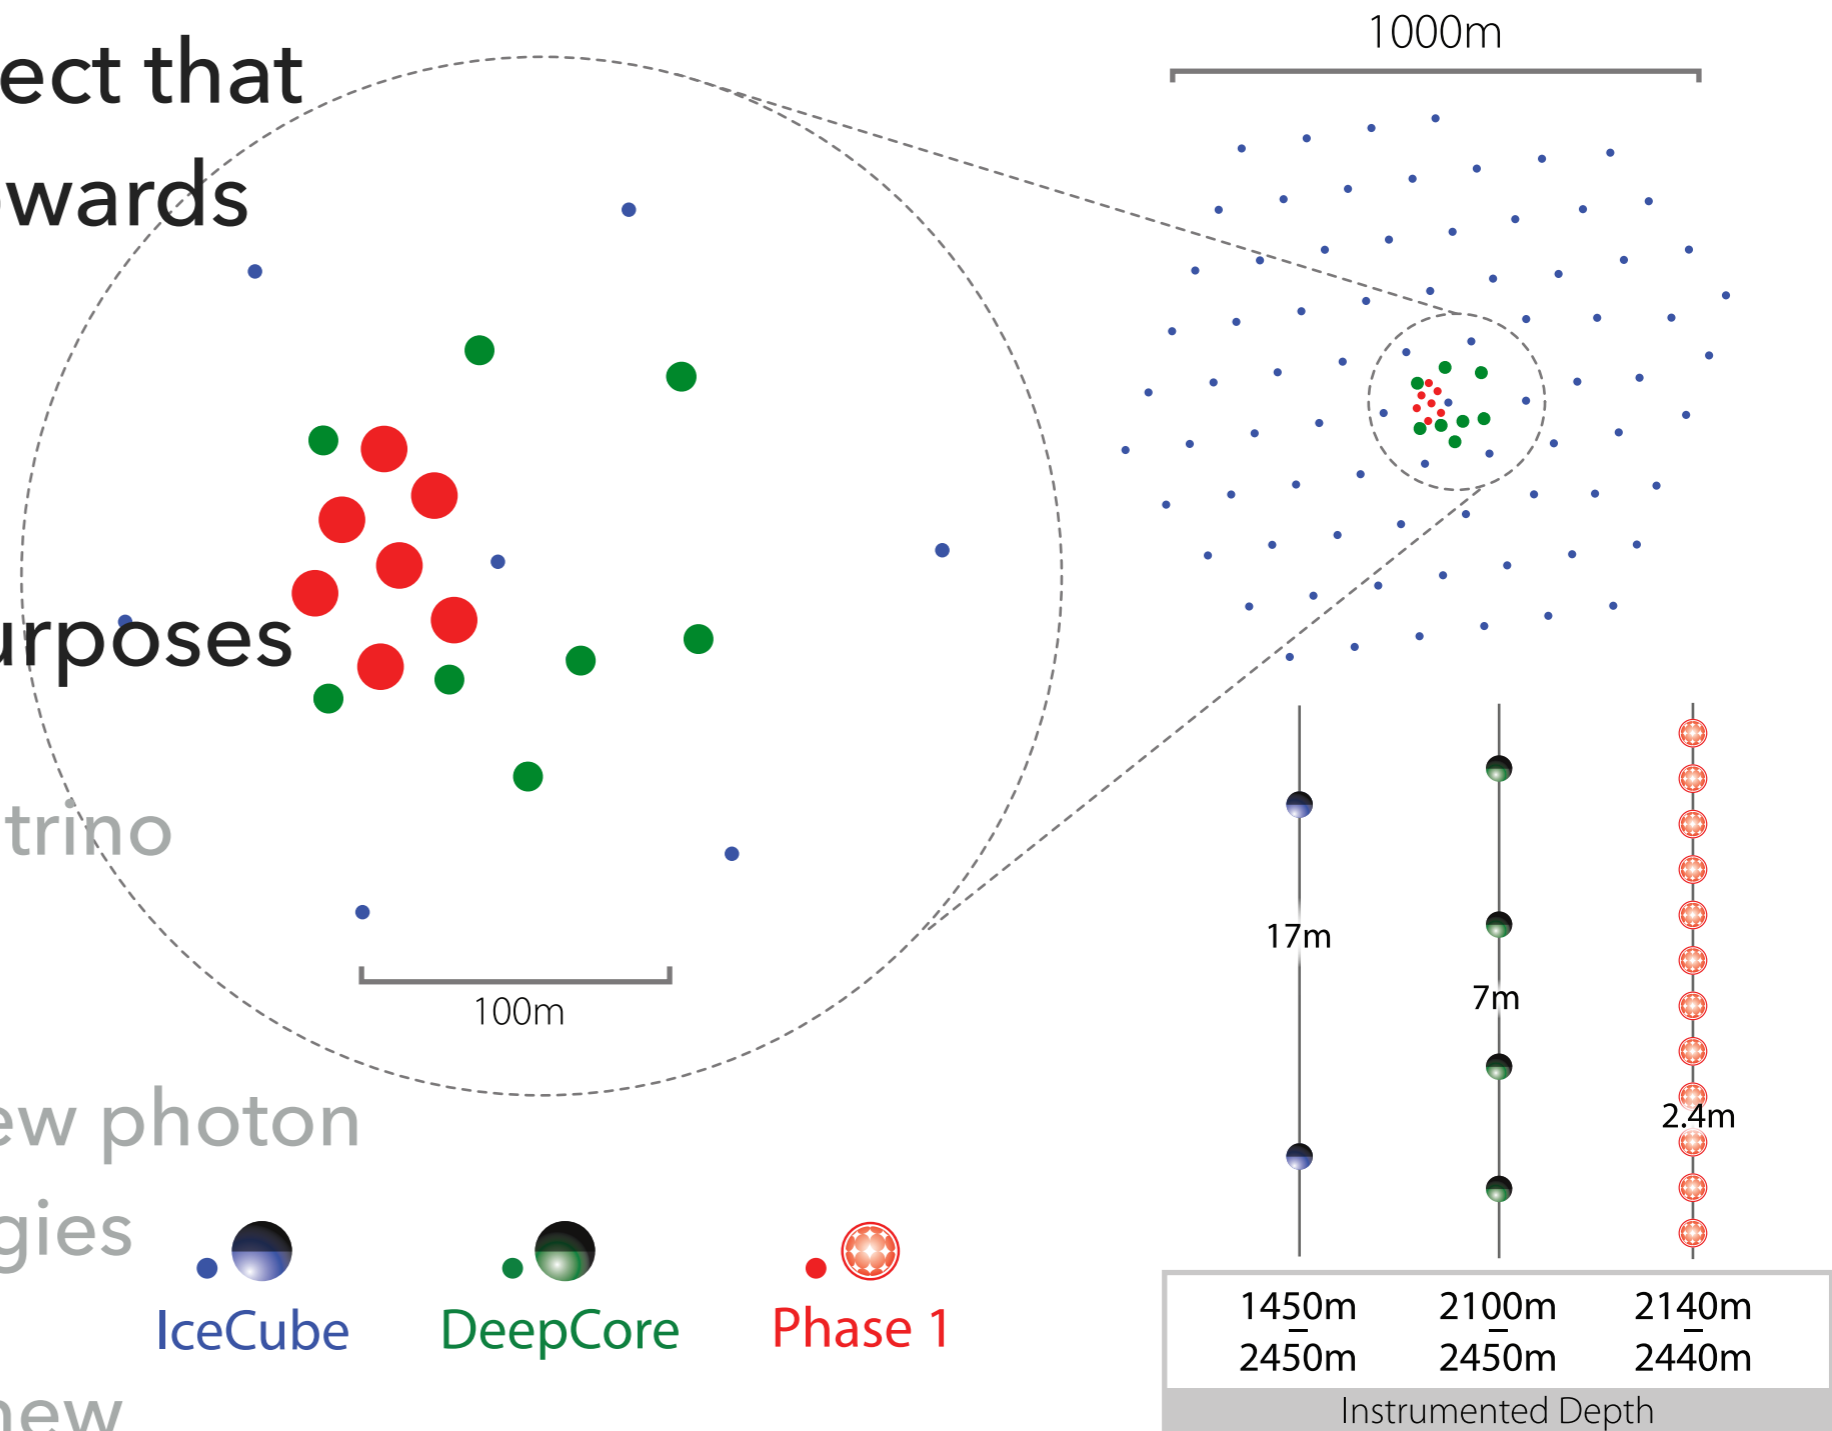 ect that
wards
urposes
trino
ew photon
gies
new
1000m
100m
17m
7m
2.4m
IceCube
DeepCore
Phase 1
1450m
–
2450m
2100m
–
2450m
2140m
–
2440m
Instrumented Depth